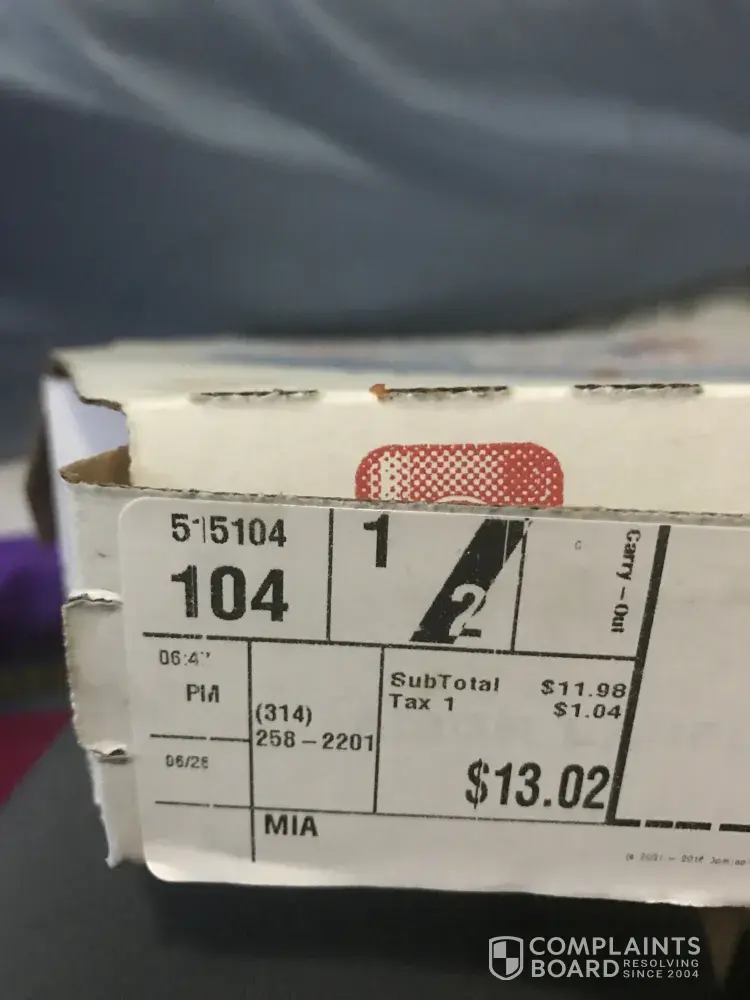 515104
104
1
2
Carry-Out
PM
06/28
(314)
258-2201
SubTotal $11.98
Tax 1 $1.04
$13.02
MIA
COMPLAINTS
BOARD RESOLVING
SINCE 2004